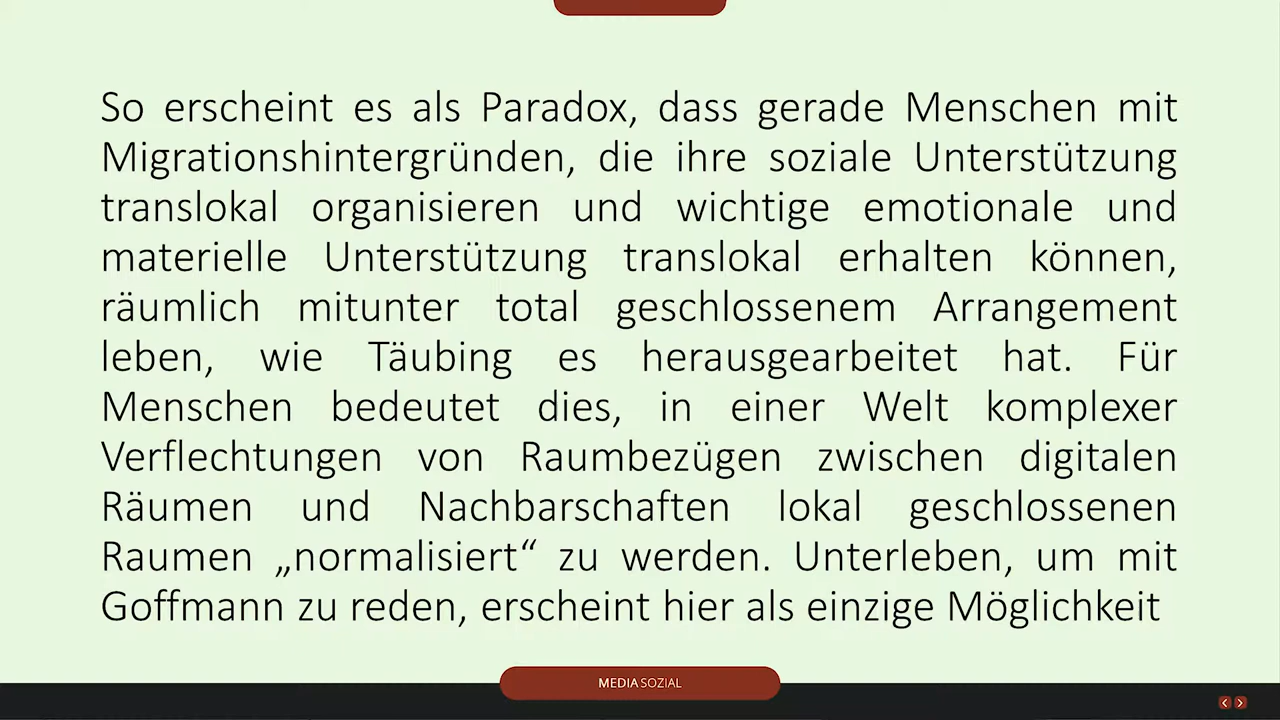 So erscheint es als Paradox, dass gerade Menschen mit
Migrationshintergründen, die ihre soziale Unterstützung
translokal organisieren und wichtige emotionale und
materielle Unterstützung translokal erhalten können,
räumlich mitunter total geschlossenem Arrangement
leben, wie Täubing es herausgearbeitet hat. Für
Menschen bedeutet dies, in einer Welt komplexer
Verflechtungen von Raumbezügen zwischen digitalen
Räumen und Nachbarschaften lokal geschlossenen
Raumen „normalisiert“ zu werden. Unterleben, um mit
Goffmann zu reden, erscheint hier als einzige Möglichkeit
MEDIA SOZIAL